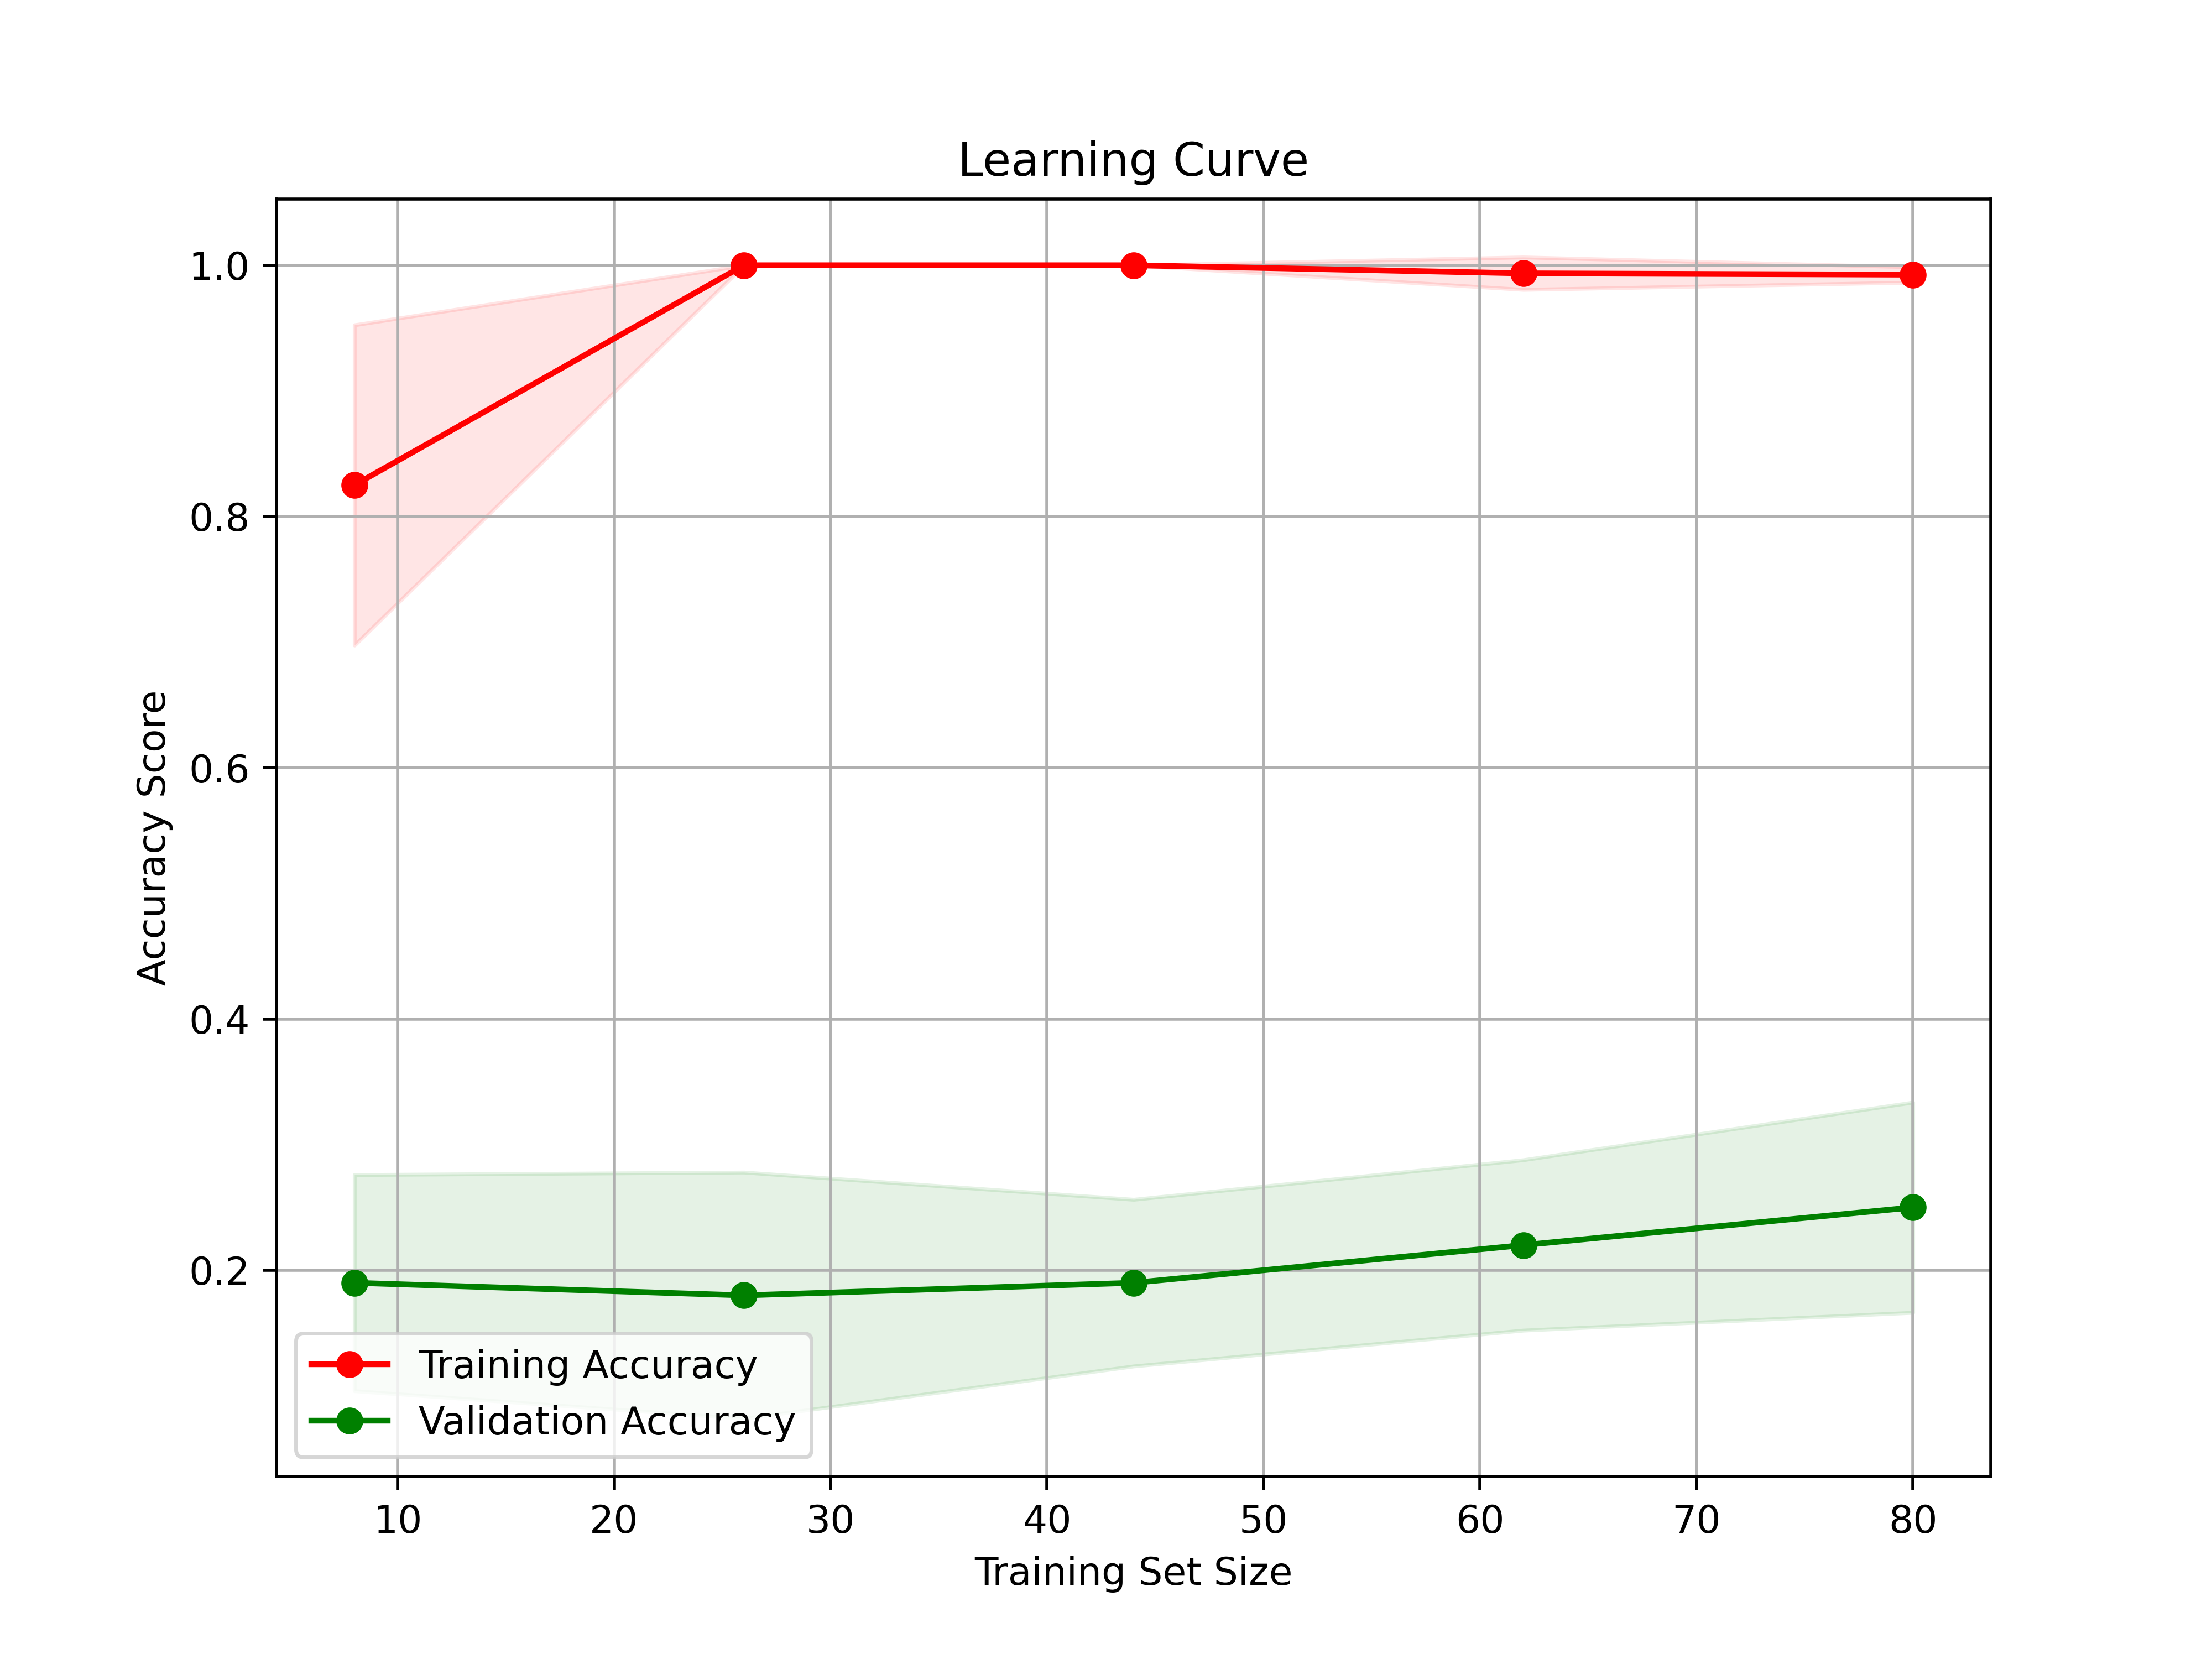 Learning Curve
1.0
0.8
0.6
0.4
0.2
Accuracy Score
Training Accuracy
Validation Accuracy
10 20 30 40 50 60 70 80
Training Set Size